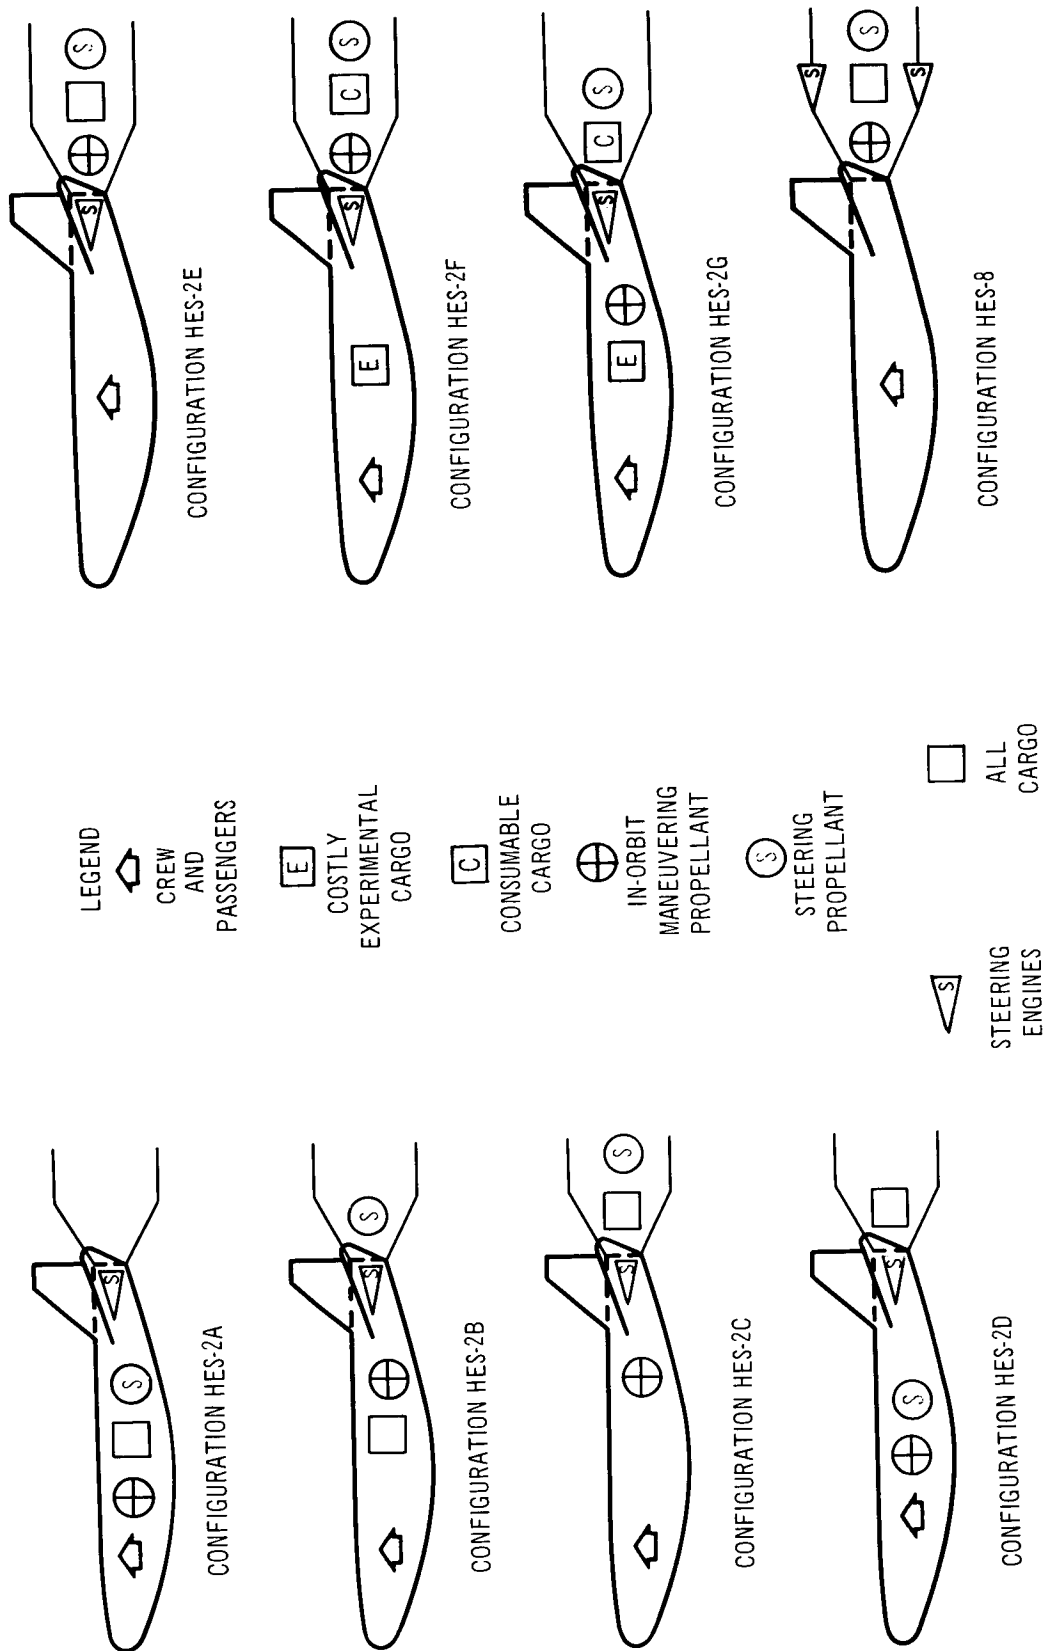 S S
CONFIGURATION HES-2A
S S
CONFIGURATION HES-2B
S S
CONFIGURATION HES-2C
S S
CONFIGURATION HES-2D
LEGEND
CREW
AND
PASSENGERS
E
COSTLY
EXPERIMENTAL
CARGO
C
CONSUMABLE
CARGO
IN-ORBIT
MANEUVERING
PROPELLANT
S
STEERING
PROPELLANT
S
STEERING
ENGINES
ALL
CARGO
S S
CONFIGURATION HES-2E
E S C S
CONFIGURATION HES-2F
E S C S
CONFIGURATION HES-2G
S
S
S
CONFIGURATION HES-8